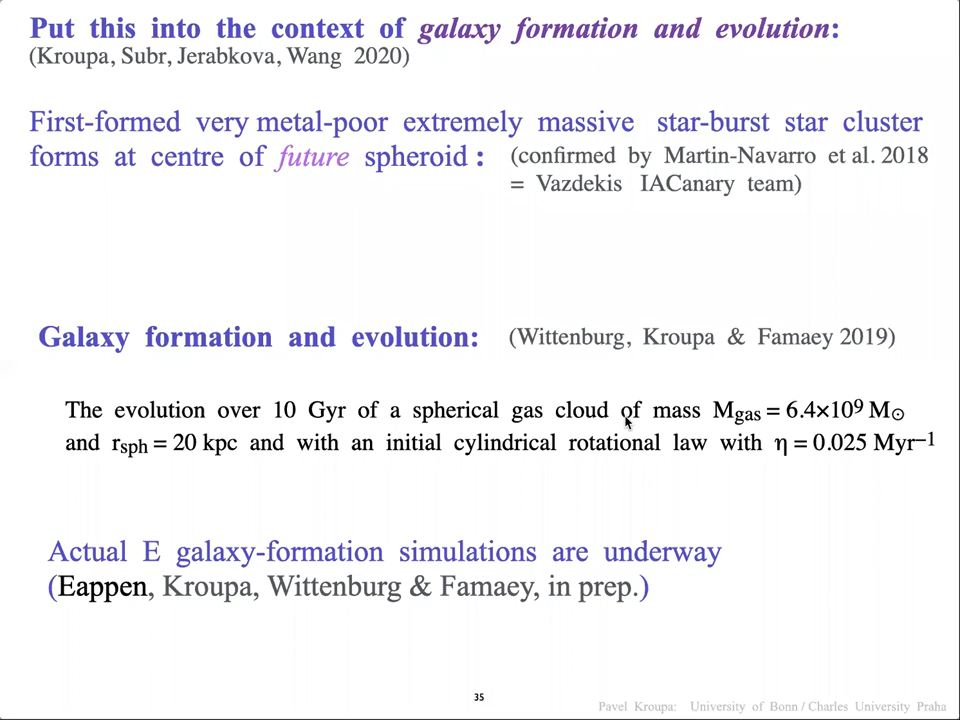 Put this into the context of galaxy formation and evolution:
(Kroupa, Subr, Jerabkova, Wang 2020)
First-formed very metal-poor extremely massive star-burst star cluster
forms at centre of future spheroid : (confirmed by Martin-Navarro et al. 2018
= Vazdekis IACanary team)
Galaxy formation and evolution: (Wittenburg, Kroupa & Famaey 2019)
The evolution over 10 Gyr of a spherical gas cloud of mass Mgas = 6.4×10⁹ M☉
and rsph = 20 kpc and with an initial cylindrical rotational law with η = 0.025 Myr⁻¹
Actual E galaxy-formation simulations are underway
(Eappen, Kroupa, Wittenburg & Famaey, in prep.)
35
Pavel Kroupa: University of Bonn / Charles University Praha